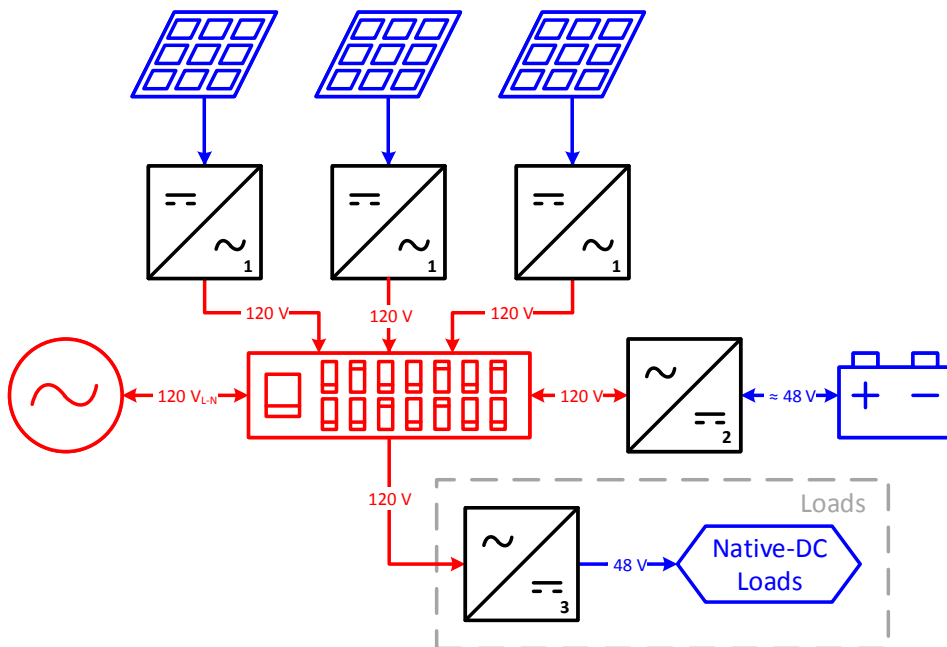 1
1
1
120 V
120 V
120 V
120 V_L-N
120 V
≈ 48 V
+ −
2
120 V
Loads
48 V
Native-DC
Loads
3